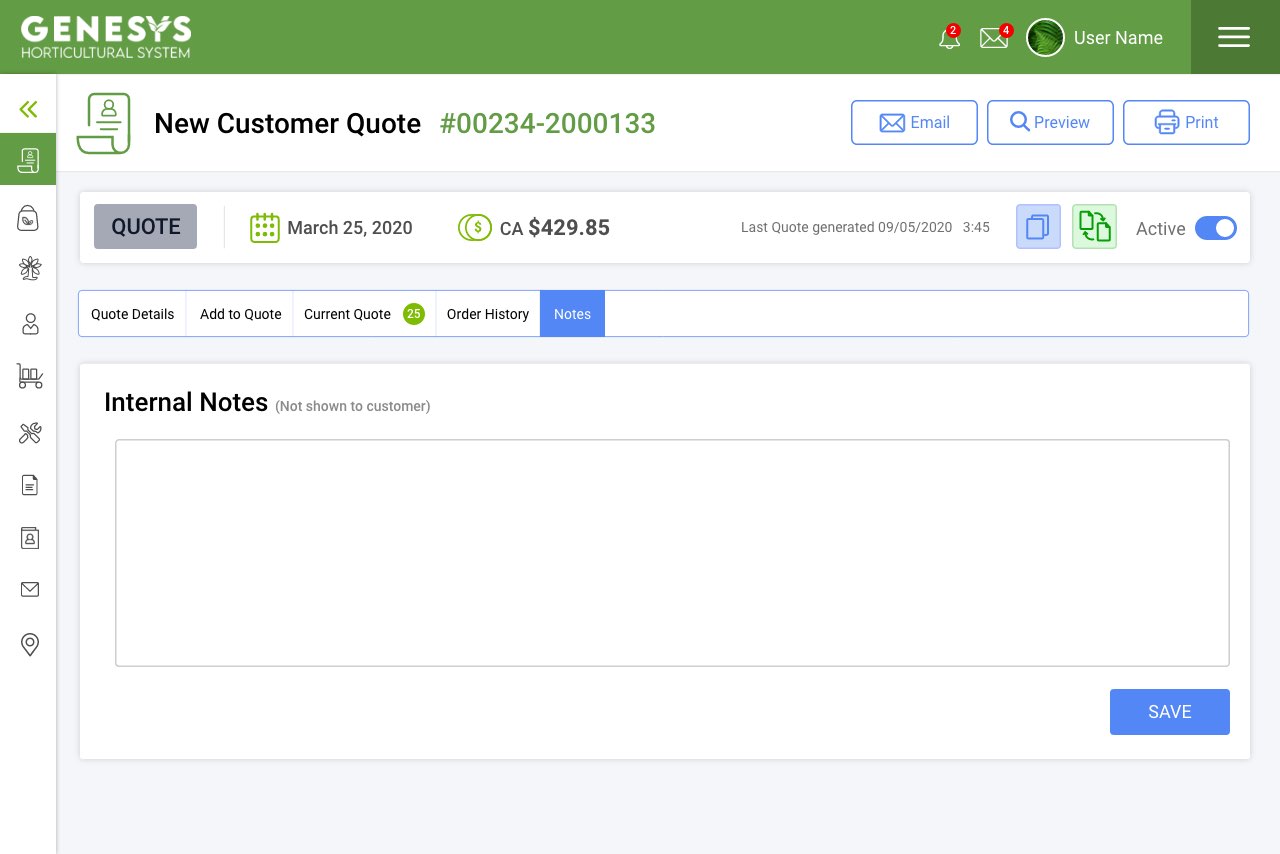 GENESYS
HORTICULTURAL SYSTEM
2
4
User Name
New Customer Quote #00234-2000133
Email
Preview
Print
QUOTE
March 25, 2020
$
CA $429.85
Last Quote generated 09/05/2020 3:45
Active
Quote Details
Add to Quote
Current Quote 25
Order History
Notes
Internal Notes (Not shown to customer)
SAVE